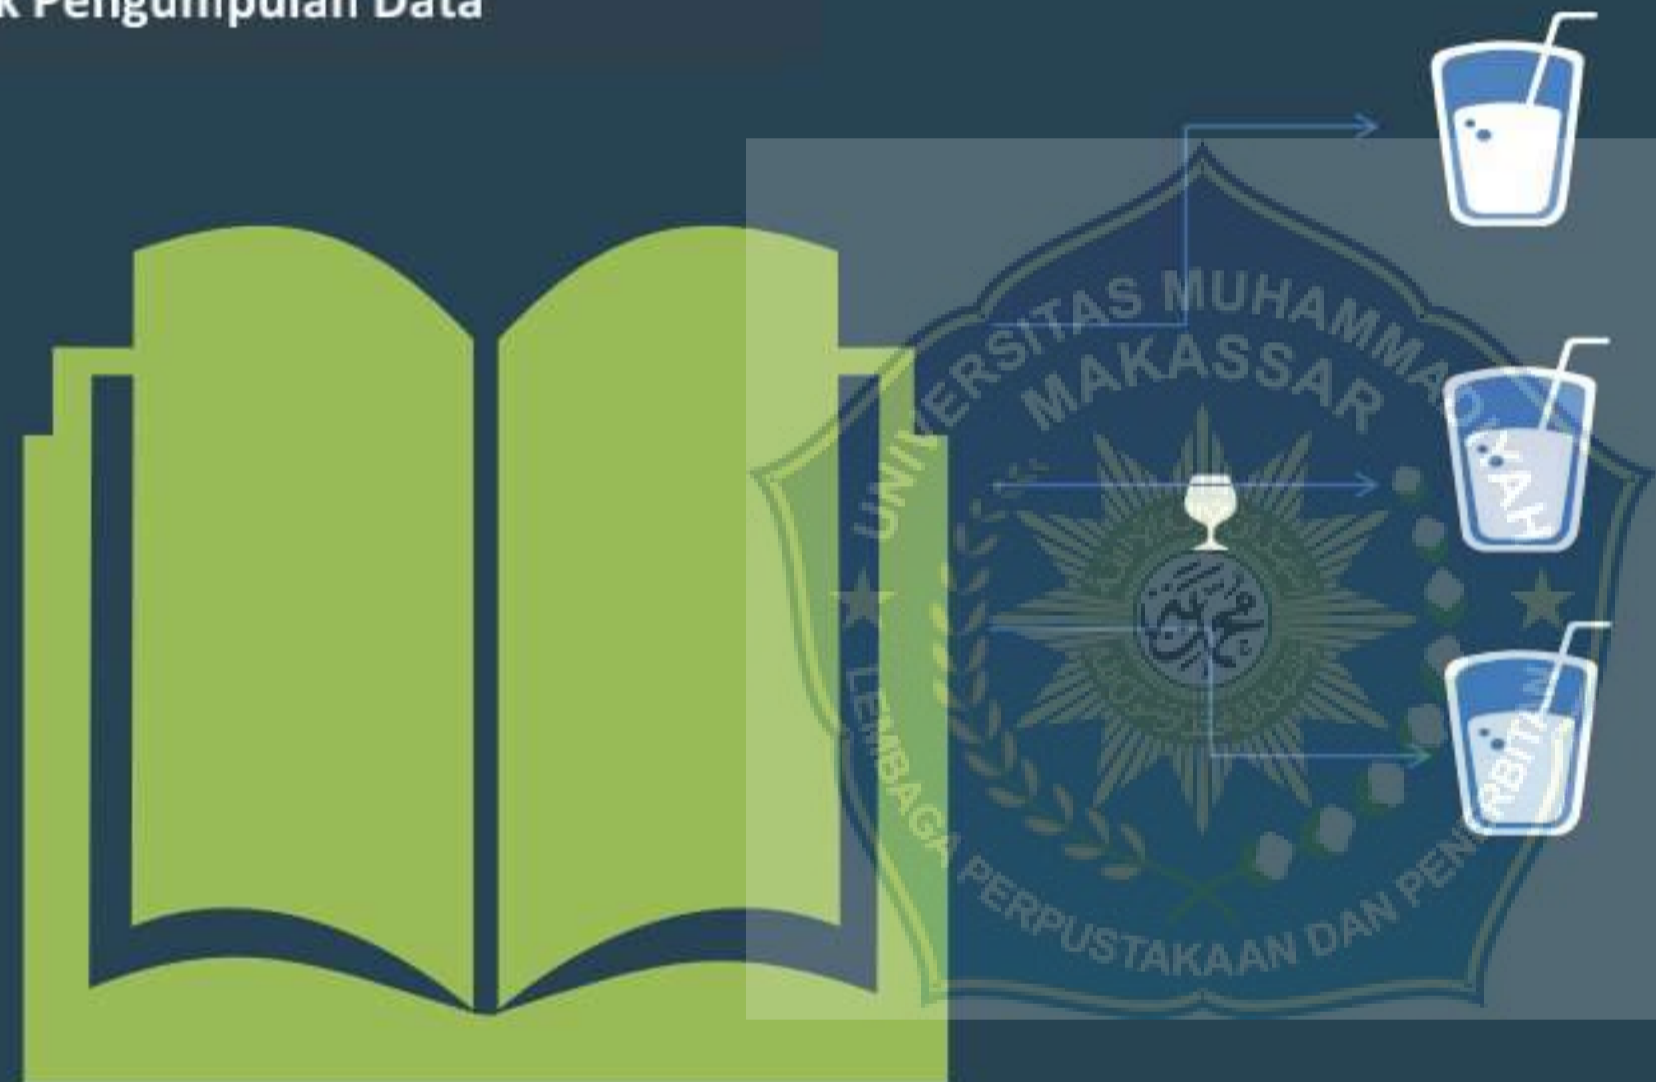 k Pengumpulan Data
UNIVERSITAS MUHAMMADIYAH
MAKASSAR
LEMBAGA PERPUSTAKAAN DAN PENERBITAN